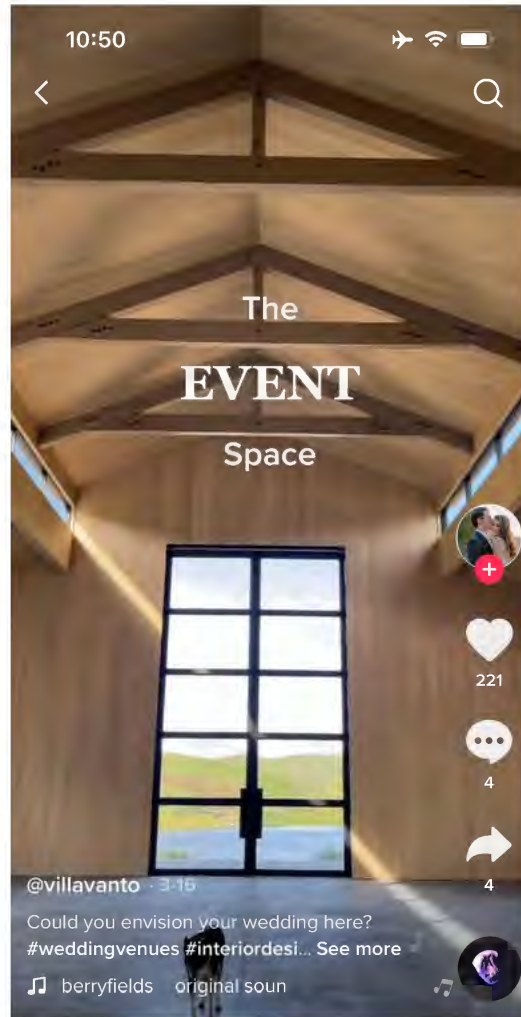 10:50
The
EVENT
Space
221
4
4
@villavanto · 3-16
Could you envision your wedding here?
#weddingvenues #interiordesi... See more
berryfields original soun